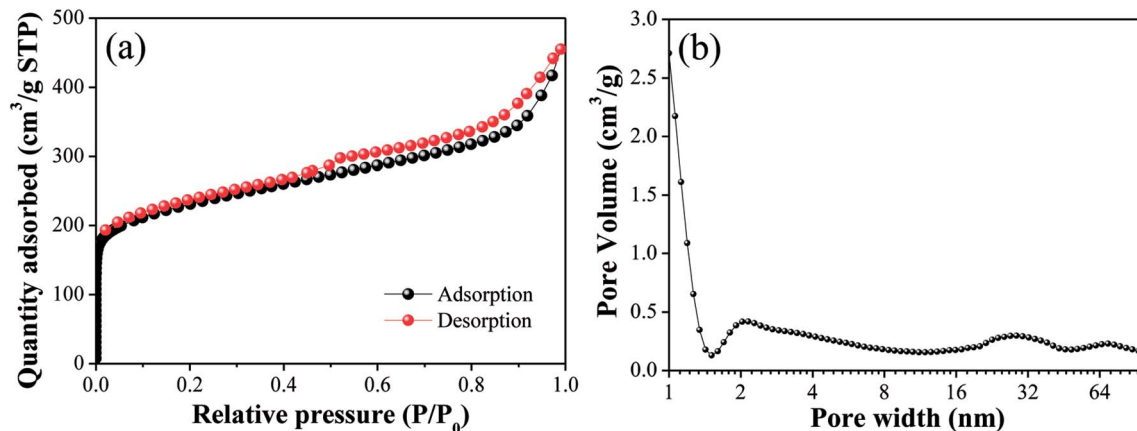 (a)
Quantity adsorbed (cm³/g STP)
500
400
300
200
100
0
0.0 0.2 0.4 0.6 0.8 1.0
Relative pressure (P/P₀)
Adsorption
Desorption
(b)
Pore Volume (cm³/g)
3.0
2.5
2.0
1.5
1.0
0.5
0.0
1 2 4 8 16 32 64
Pore width (nm)